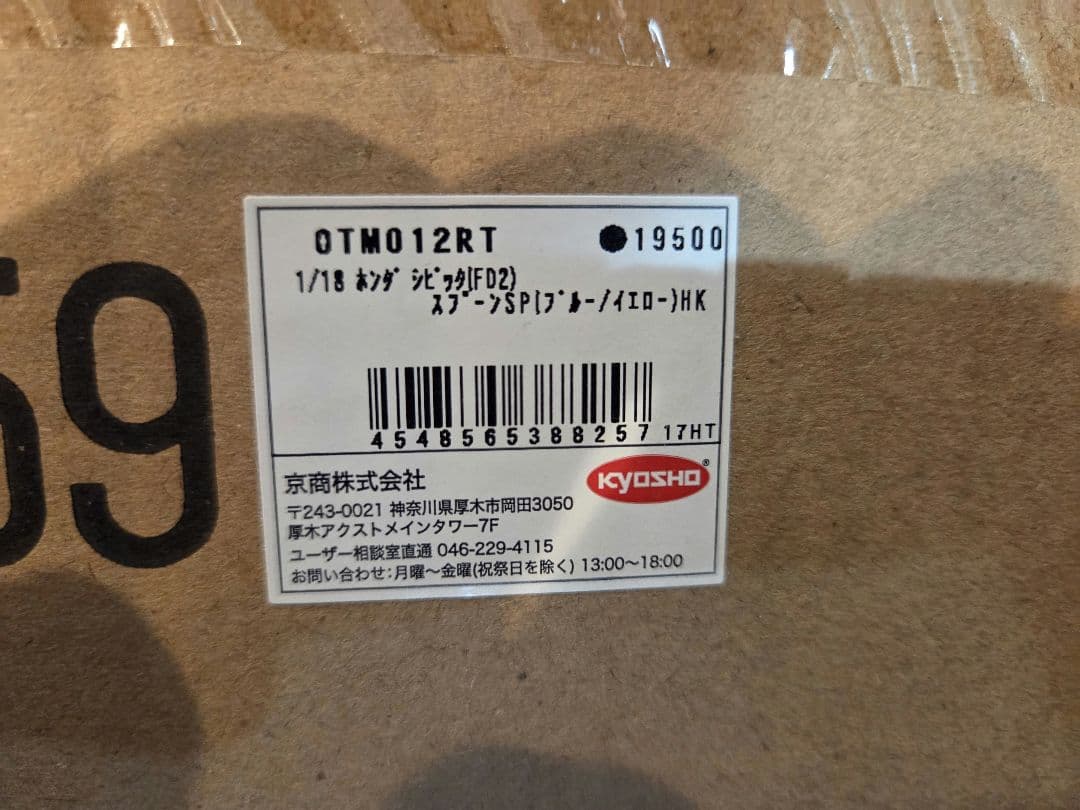 59
OTM012RT ●19500
1/18 ﾎﾝﾀﾞ ｼﾋﾞｯｸ(FD2)
ｽﾌﾟｰﾝSP(ﾌﾞﾙｰ/ｲｴﾛｰ)HK
4548565388257 17HT
京商株式会社
KYOSHO®
〒243-0021 神奈川県厚木市岡田3050
厚木アクストメインタワー7F
ユーザー相談室直通 046-229-4115
お問い合わせ:月曜〜金曜(祝祭日を除く) 13:00〜18:00